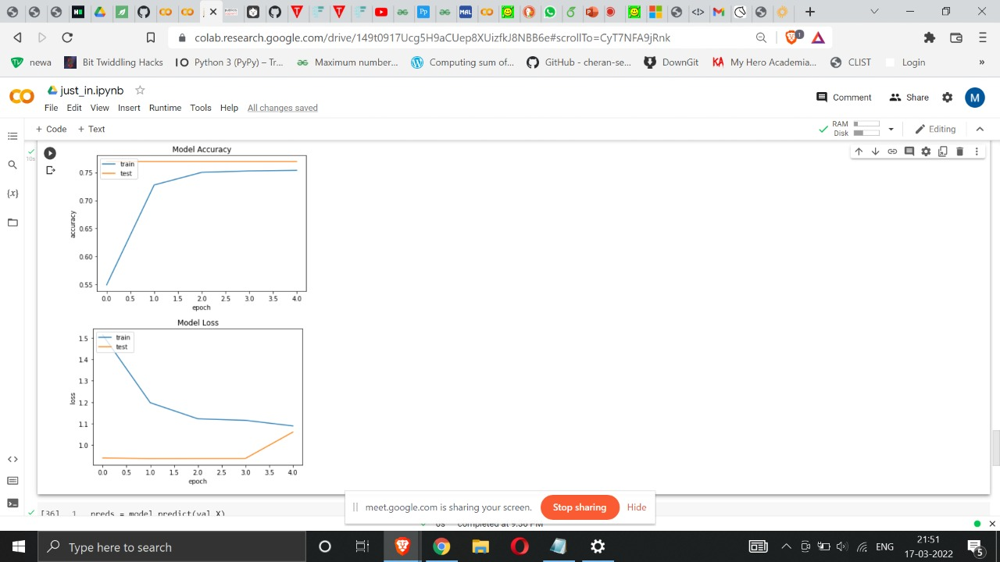 colab.research.google.com/drive/149t0917Ucg5H9aCUep8XUizfkJ8NBB6e#scrollTo=CyT7NFA9jRnk
newa Bit Twiddling Hacks Python 3 (PyPy) – Tr... Maximum number... Computing sum of... GitHub - cheran-se... DownGit My Hero Academia... CLIST Login »
just_in.ipynb
File Edit View Insert Runtime Tools Help All changes saved
Comment Share M
+ Code + Text
RAM
Disk
Editing
10s
Model Accuracy
train
test
0.75
0.70
0.65
0.60
0.55
accuracy
0.0 0.5 1.0 1.5 2.0 2.5 3.0 3.5 4.0
epoch
Model Loss
train
test
1.5
1.4
1.3
1.2
1.1
1.0
loss
0.0 0.5 1.0 1.5 2.0 2.5 3.0 3.5 4.0
epoch
[36] 1 preds = model.predict(val_X)
meet.google.com is sharing your screen. Stop sharing Hide
0s completed at 9:50 PM
Type here to search
ENG
21:51
17-03-2022
5